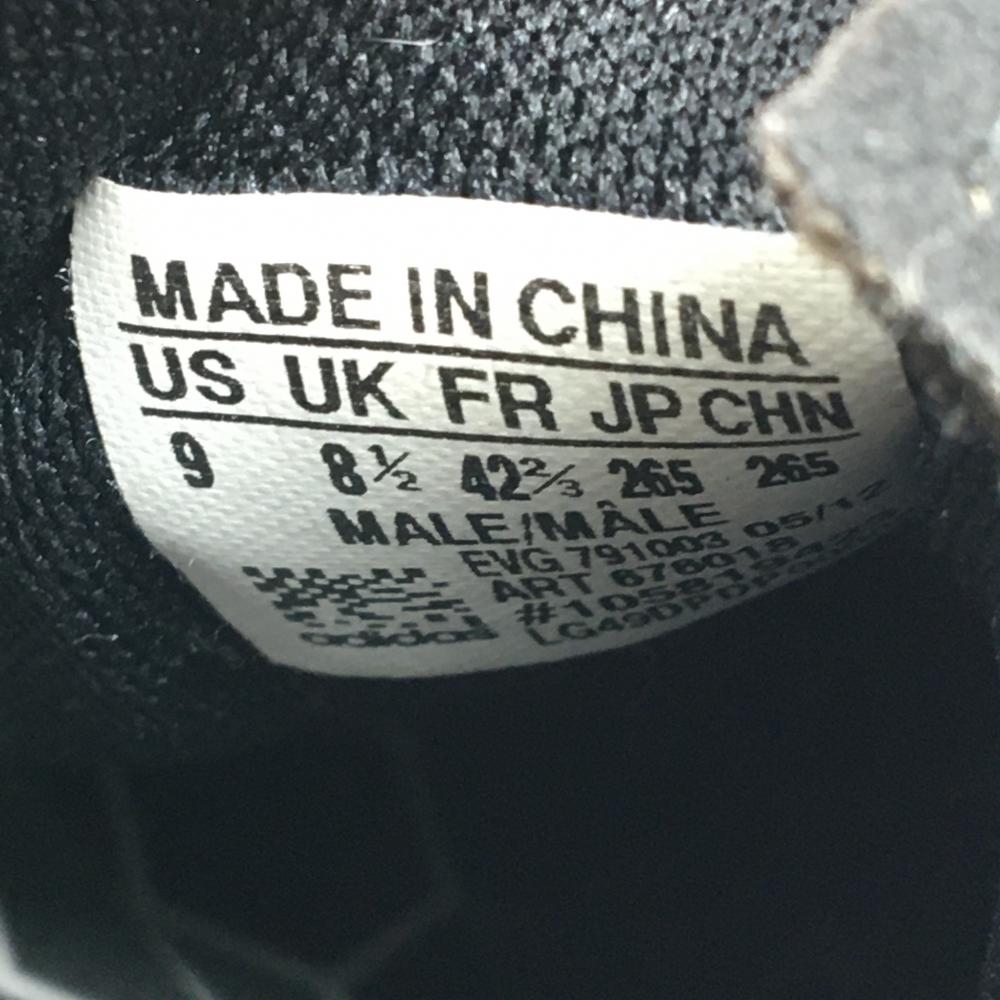 MADE IN CHINA
US UK FR JP CHN
9 8½ 42⅔ 265 265
MALE/MÂLE
EVG 791003 05/12
ART 676018
adidas